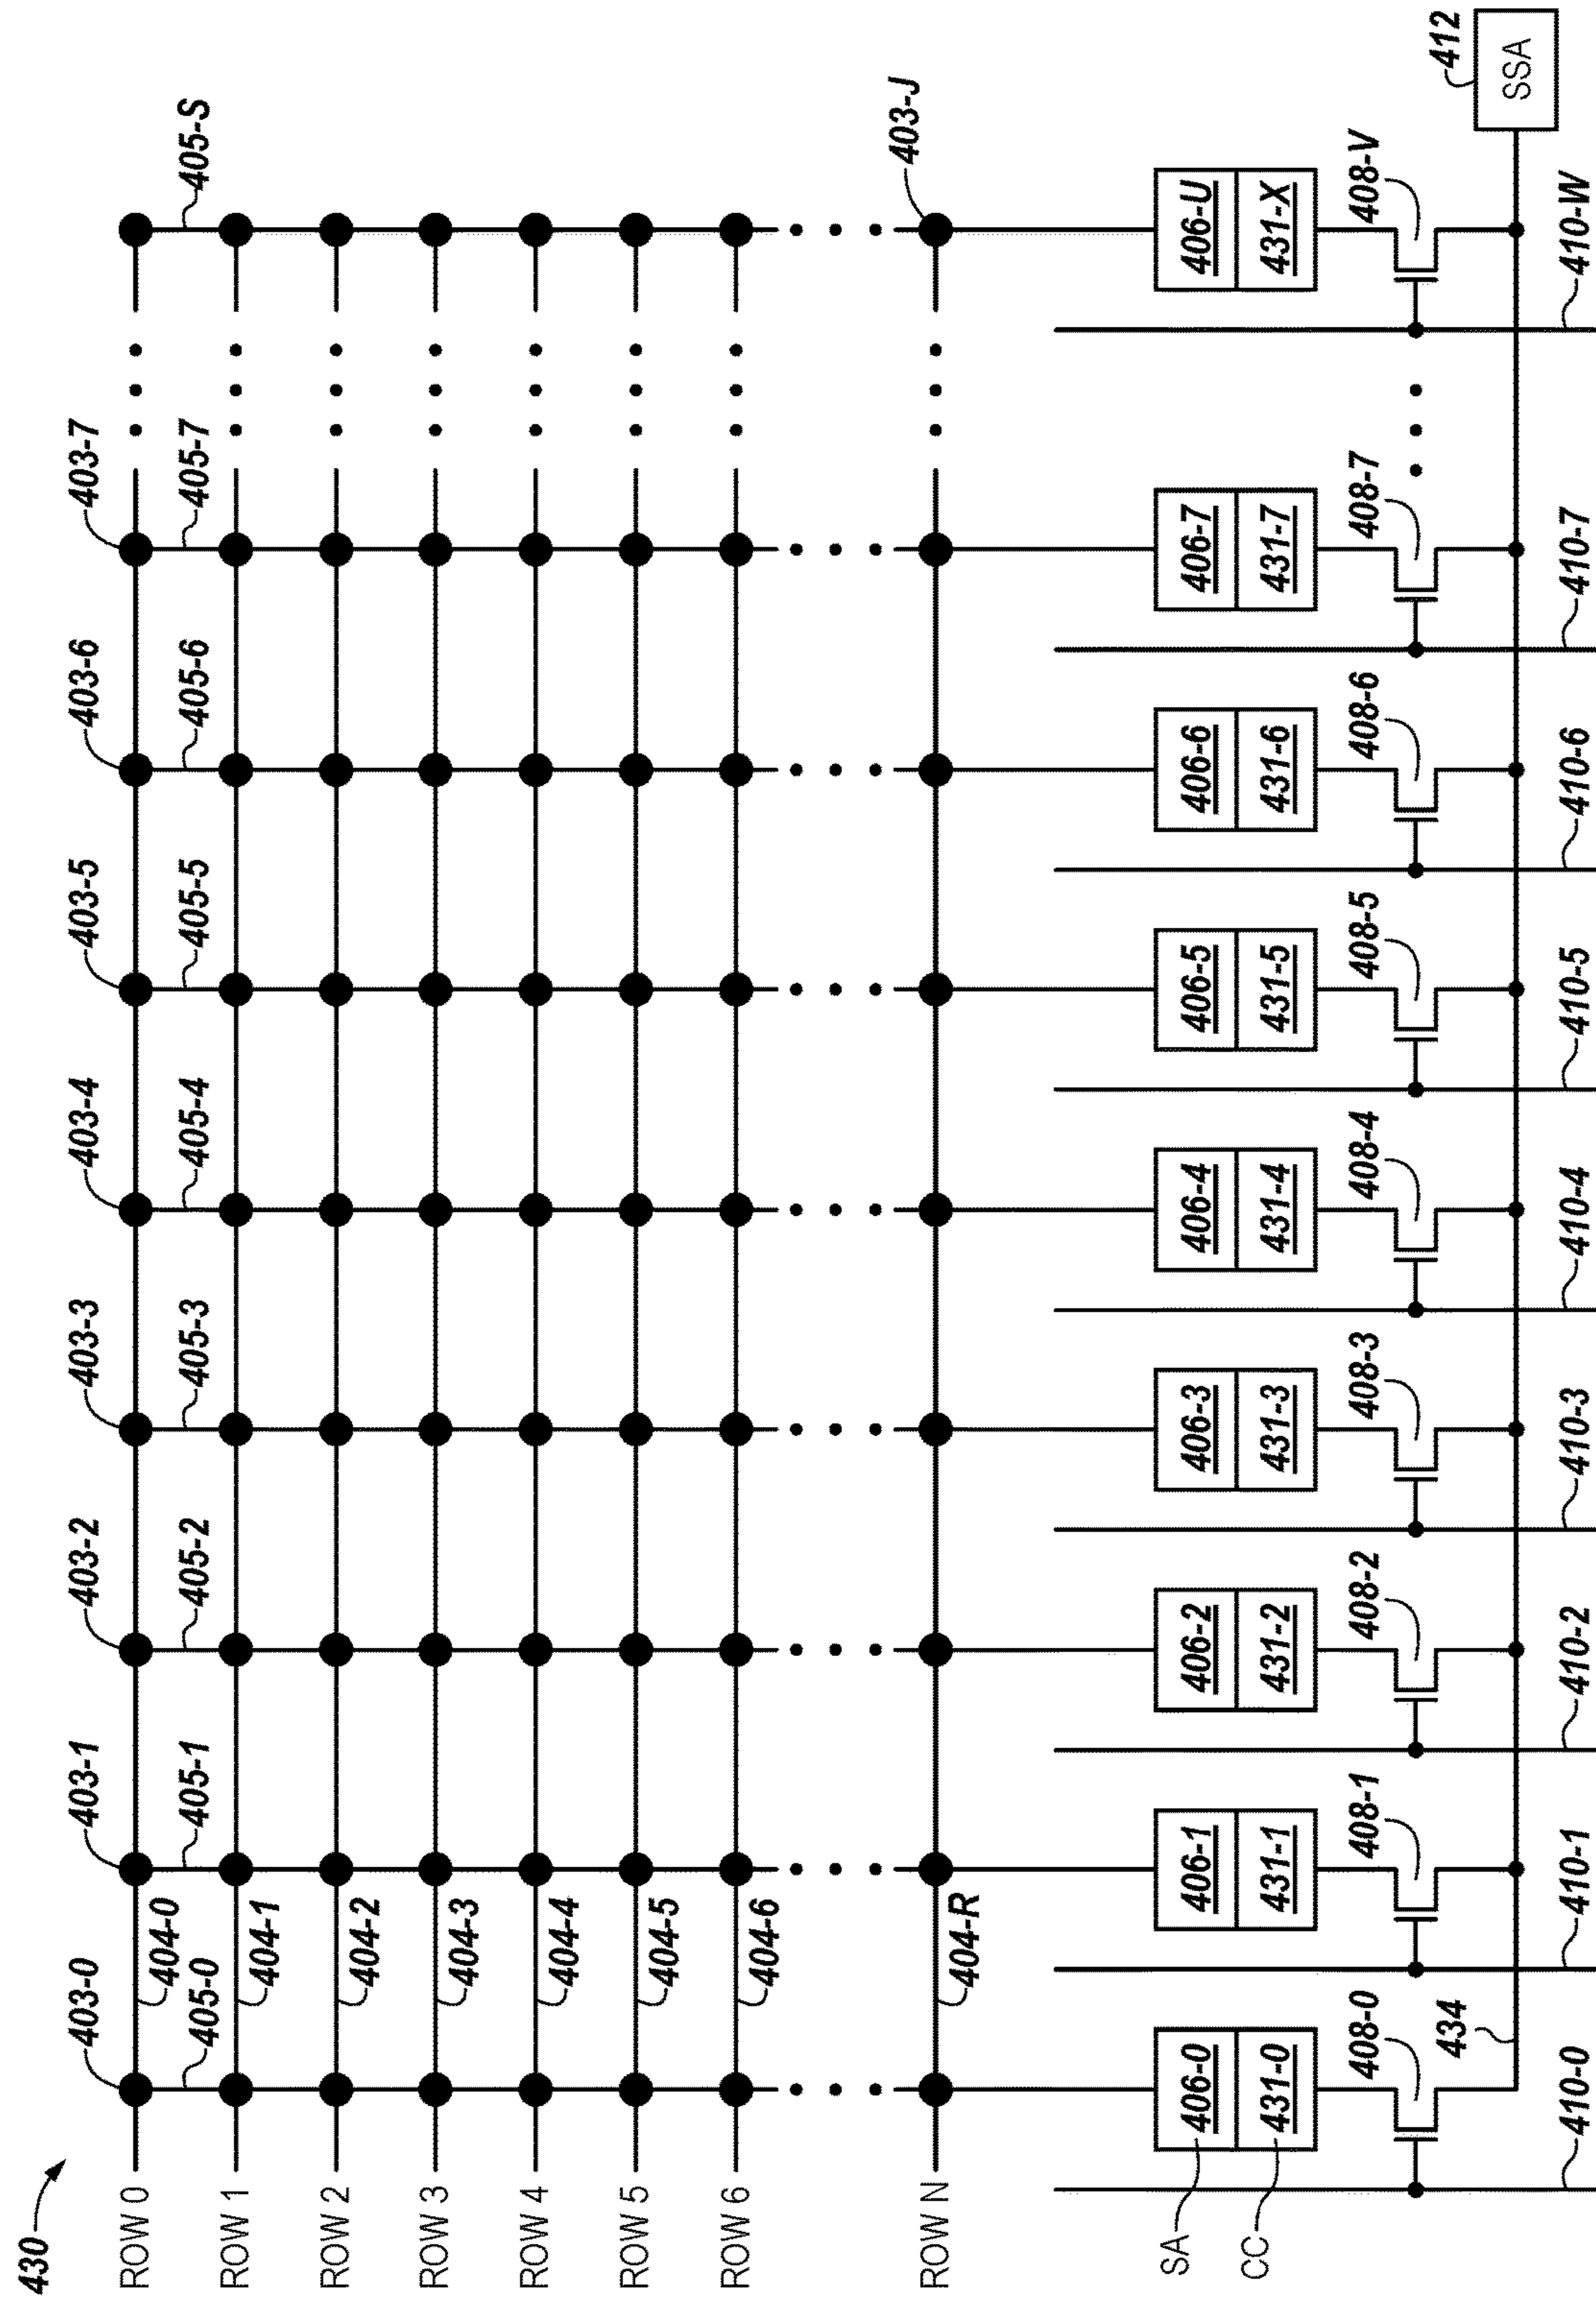 430
403-0 403-1 403-2 403-3 403-4 403-5 403-6 403-7
405-0 405-1 405-2 405-3 405-4 405-5 405-6 405-7 405-S
ROW 0 404-0
ROW 1 404-1
ROW 2 404-2
ROW 3 404-3
ROW 4 404-4
ROW 5 404-5
ROW 6 404-6
403-J
ROW N 404-R
SA 406-0 406-1 406-2 406-3 406-4 406-5 406-6 406-7 406-U
CC 431-0 431-1 431-2 431-3 431-4 431-5 431-6 431-7 431-X
408-0 408-1 408-2 408-3 408-4 408-5 408-6 408-7 408-V
434 412
SSA
410-0 410-1 410-2 410-3 410-4 410-5 410-6 410-7 410-W